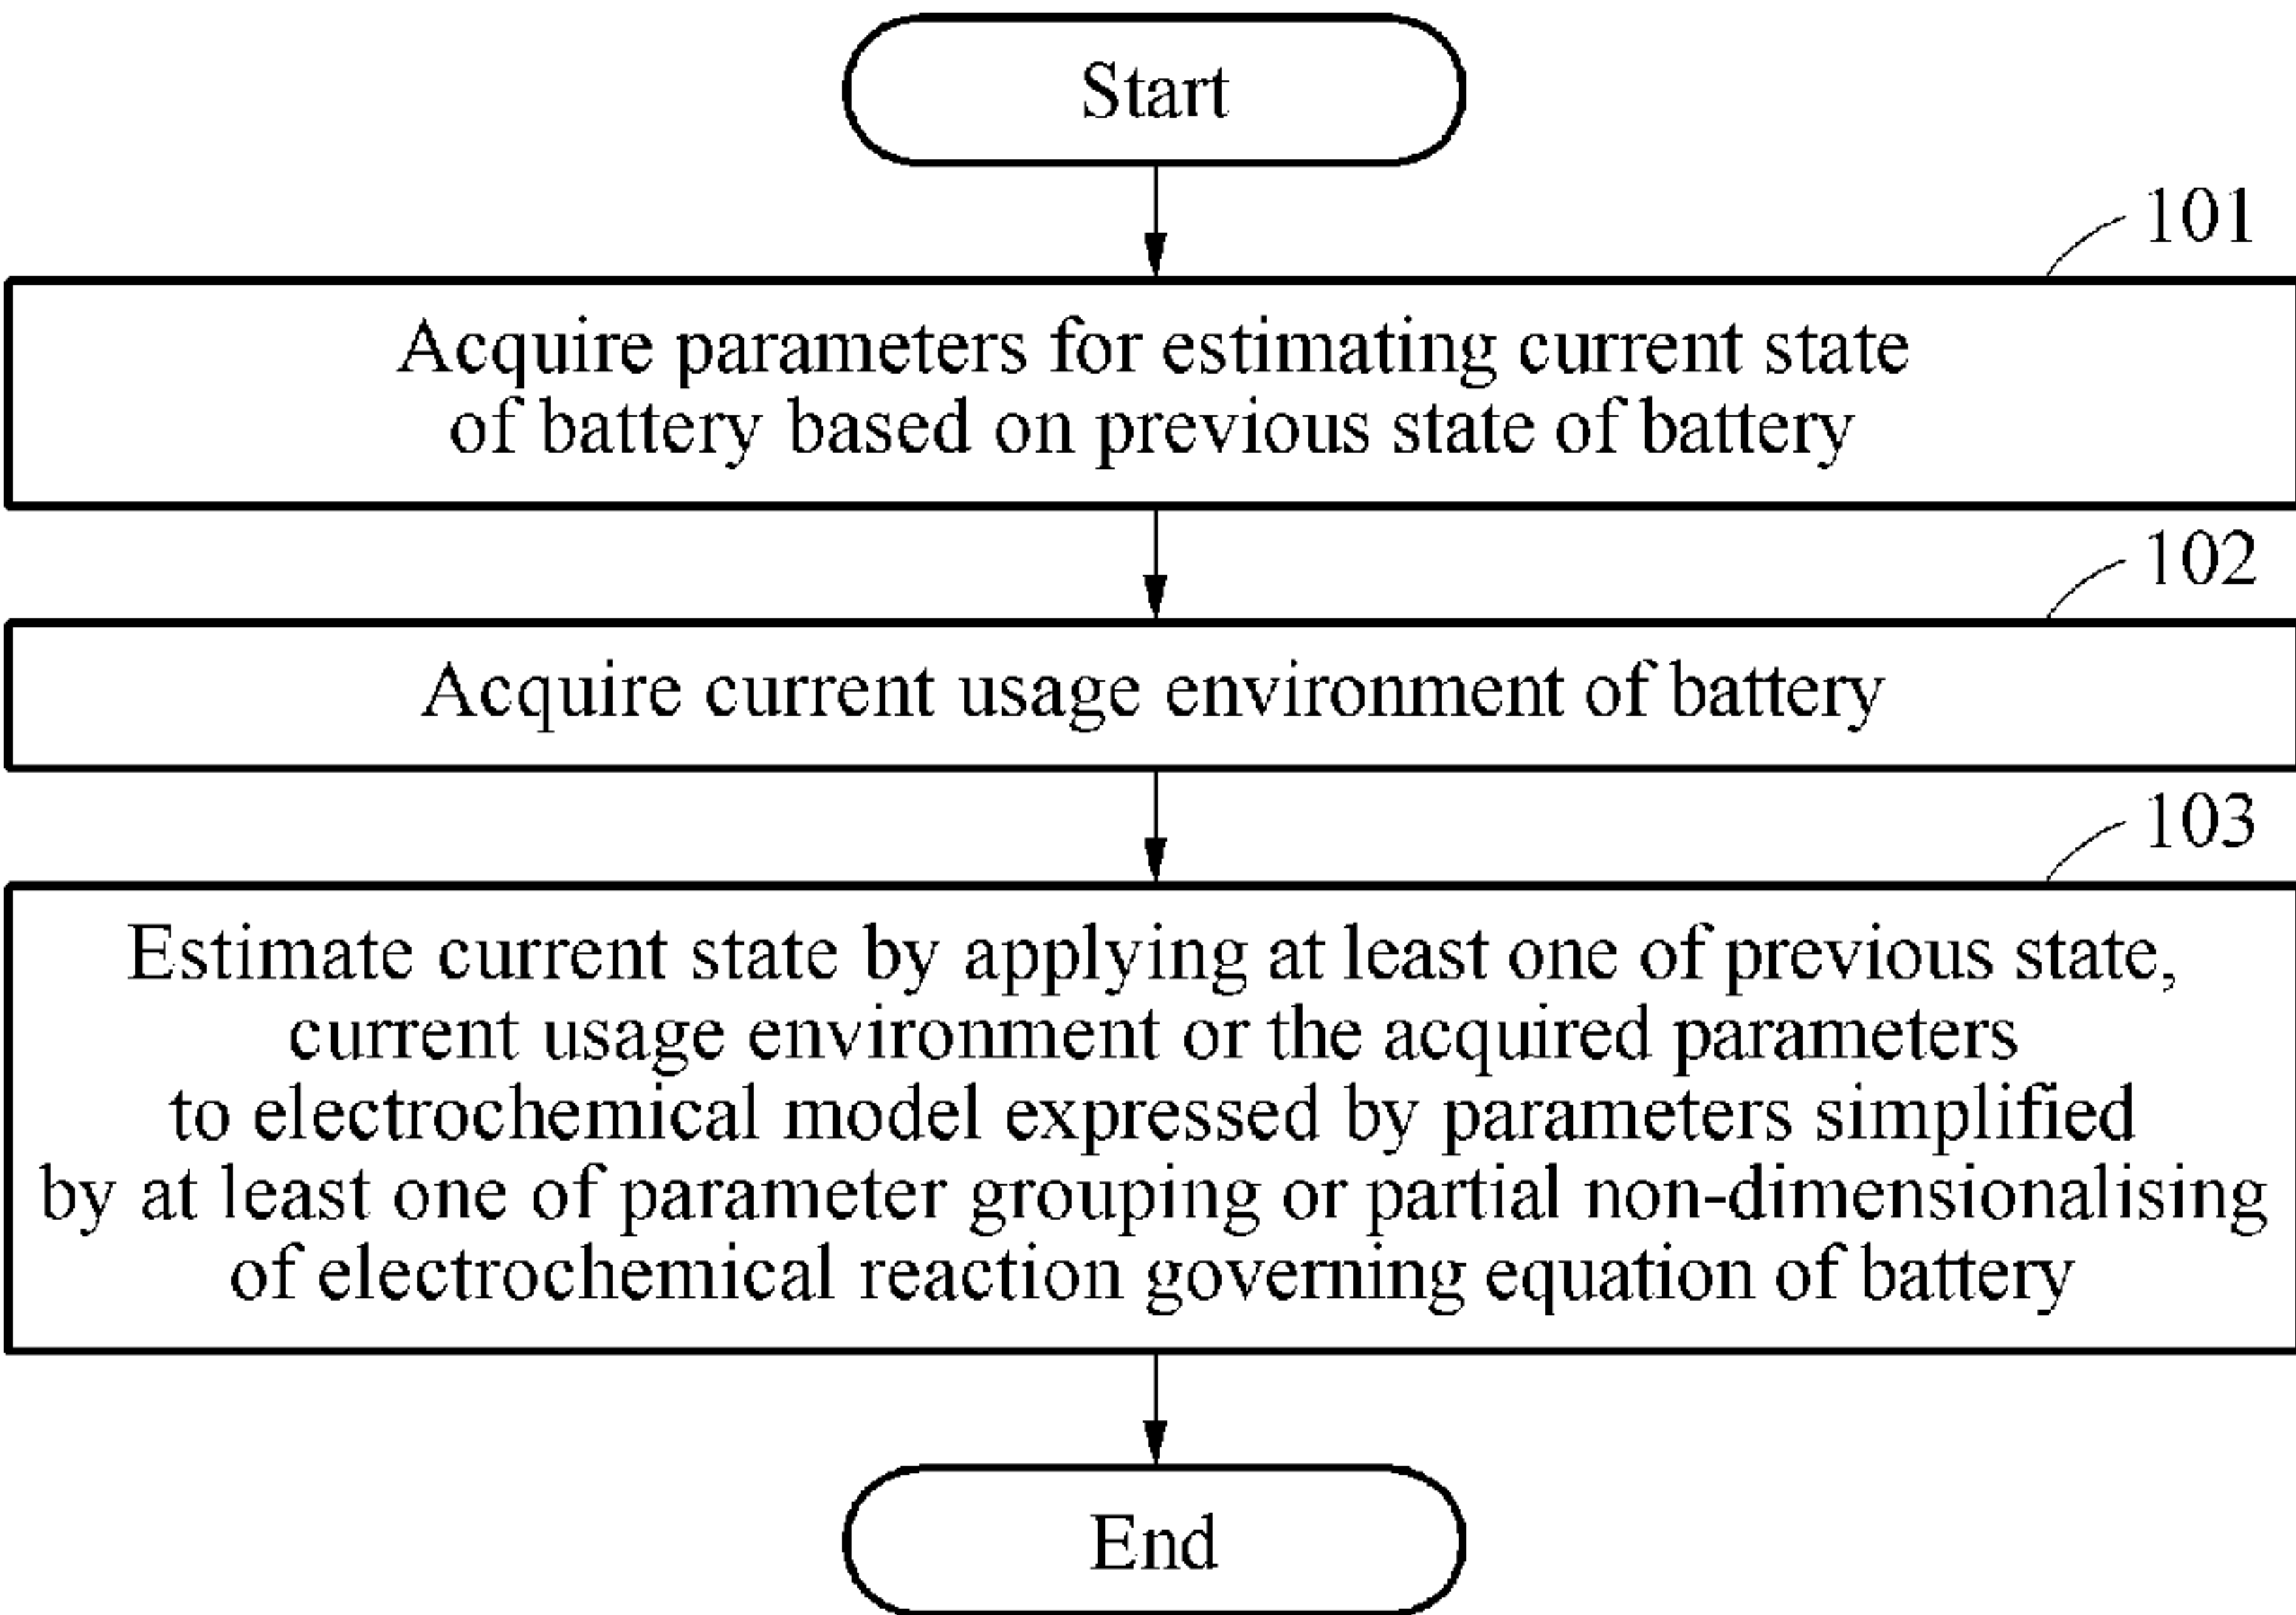 Start
101
Acquire parameters for estimating current state
of battery based on previous state of battery
102
Acquire current usage environment of battery
103
Estimate current state by applying at least one of previous state,
current usage environment or the acquired parameters
to electrochemical model expressed by parameters simplified
by at least one of parameter grouping or partial non-dimensionalising
of electrochemical reaction governing equation of battery
End